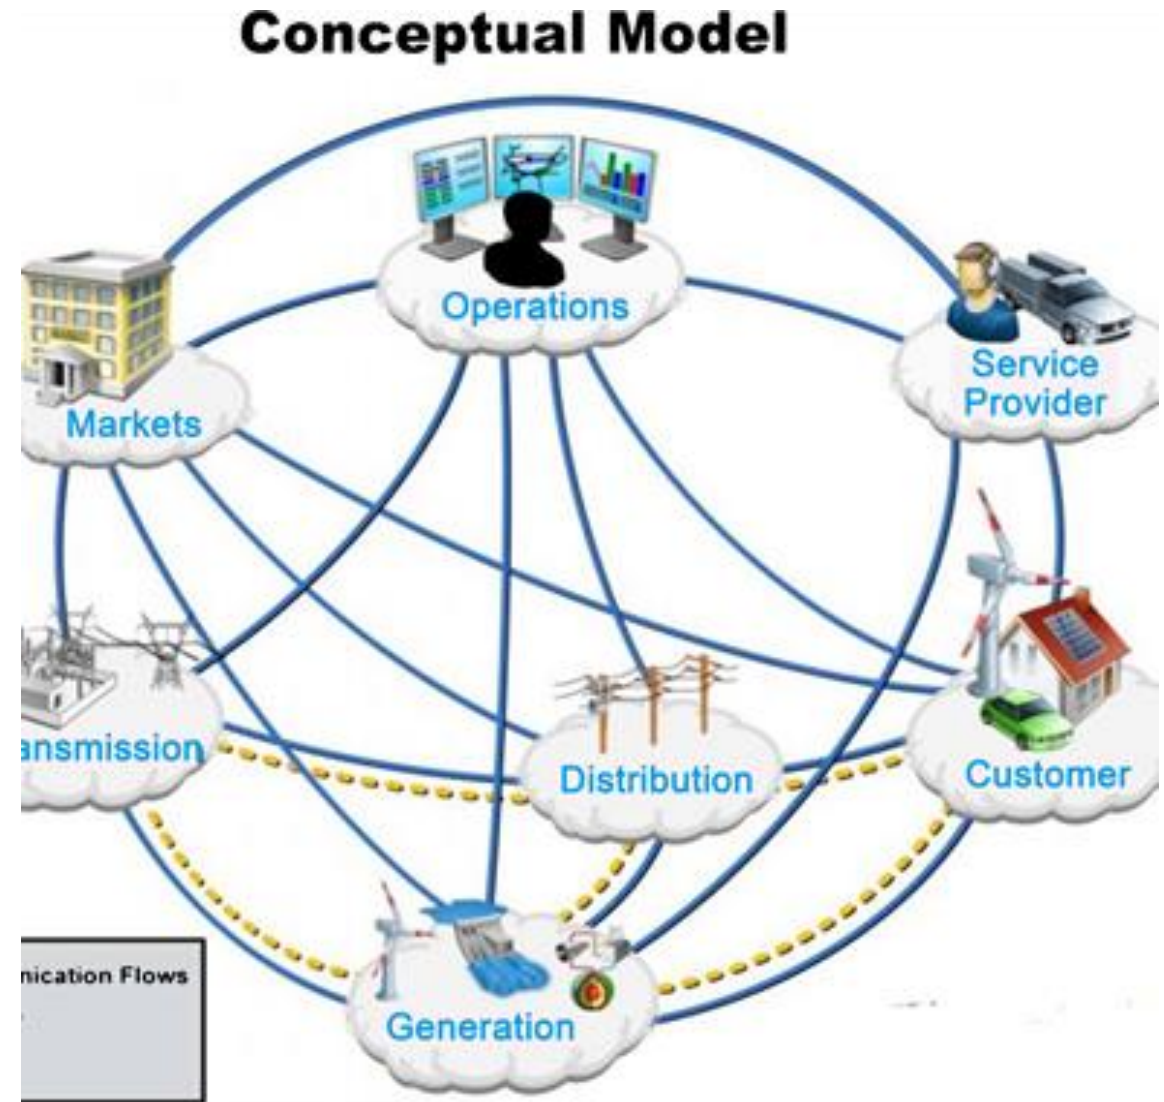 Conceptual Model
Operations
Service
Provider
Markets
ansmission
Distribution
Customer
nication Flows
Generation